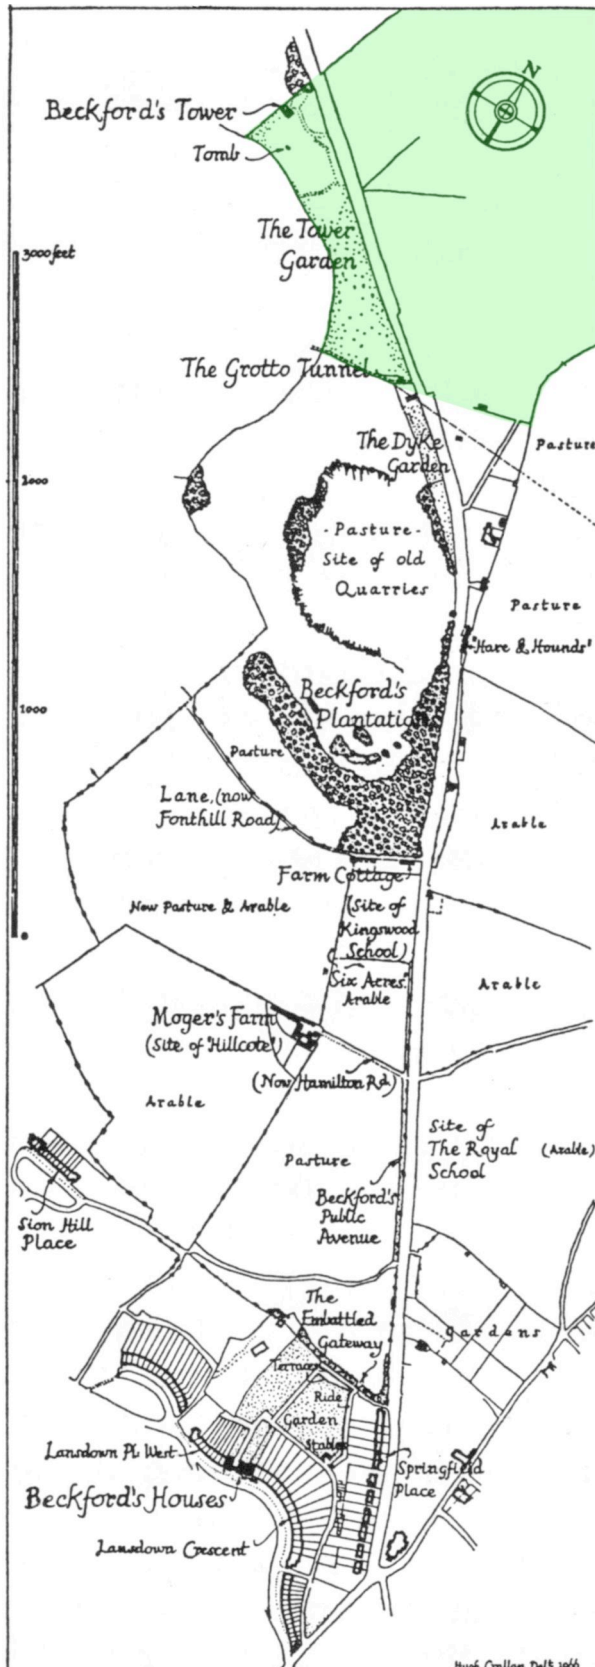 N
Beckford's Tower
Tomb
The Tower
Garden
3000 feet
The Grotto Tunnel
The Dyke
Garden
Pasture
2000
- Pasture -
Site of old
Quarries
Pasture
"Hare & Hounds"
Beckford's
Plantation
1000
Pasture
Lane, (now
Fonthill Road)
Arable
Farm Cottage
New Pasture & Arable
(Site of
Kingswood
School)
0
"Six Acres"
Arable
Arable
Moger's Farm
(Site of "Hillcote")
(Now Hamilton Rd.)
Arable
Site of
The Royal
School
(Arable)
Pasture
Beckford's
Public
Avenue
Sion Hill
Place
The
Embattled
Gateway
Gardens
Terrace
Ride
Garden
Stables
Lansdown Pl. West
Springfield
Place
Beckford's Houses
Lansdown Crescent